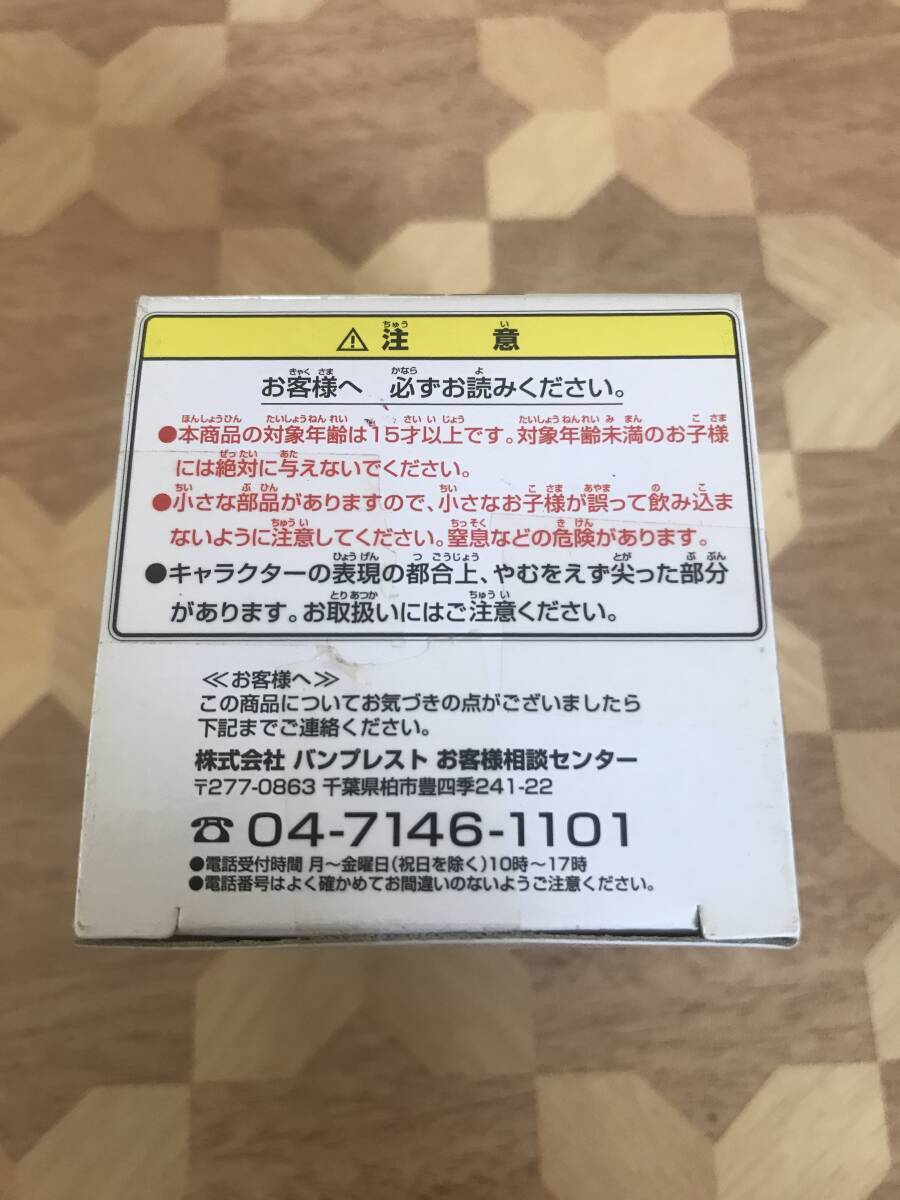 ⚠注意
お客様へ 必ずお読みください。
●本商品の対象年齢は15才以上です。対象年齢未満のお子様
には絶対に与えないでください。
●小さな部品がありますので、小さなお子様が誤って飲み込ま
ないように注意してください。窒息などの危険があります。
●キャラクターの表現の都合上、やむをえず尖った部分
があります。お取扱いにはご注意ください。
≪お客様へ≫
この商品についてお気づきの点がございましたら
下記までご連絡ください。
株式会社 バンプレスト お客様相談センター
〒277-0863 千葉県柏市豊四季241-22
☎ 04-7146-1101
●電話受付時間 月〜金曜日(祝日を除く)10時〜17時
●電話番号はよく確かめてお間違いのないようご注意ください。